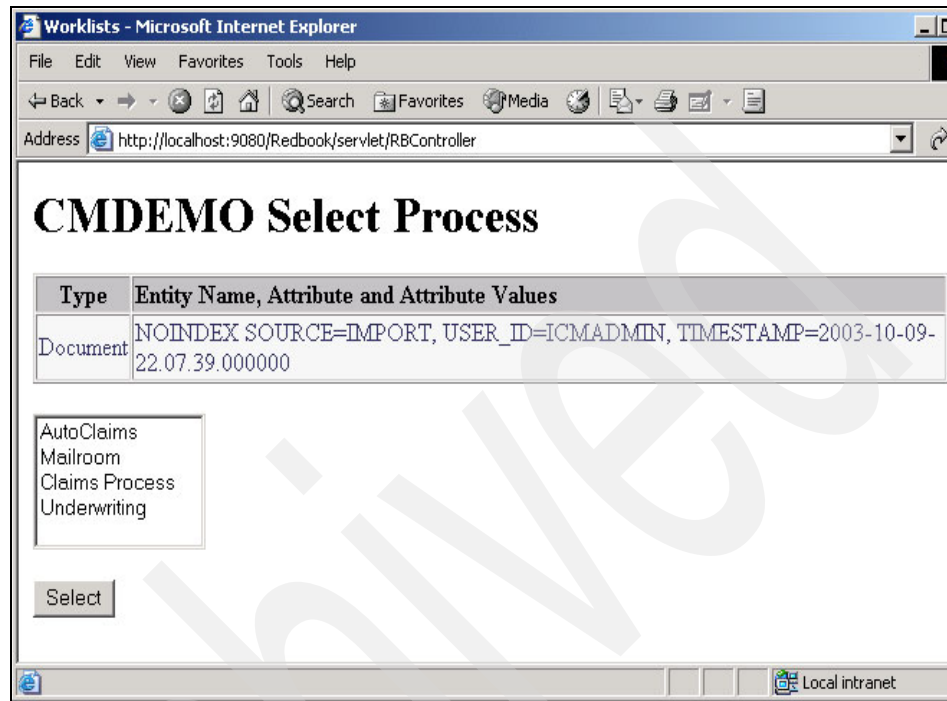 Worklists - Microsoft Internet Explorer
File Edit View Favorites Tools Help
Back Search Favorites Media
Address http://localhost:9080/Redbook/servlet/RBController
CMDEMO Select Process
Type Entity Name, Attribute and Attribute Values
Document NOINDEX SOURCE=IMPORT, USER_ID=ICMADMIN, TIMESTAMP=2003-10-09-
22.07.39.000000
AutoClaims
Mailroom
Claims Process
Underwriting
Select
Local intranet